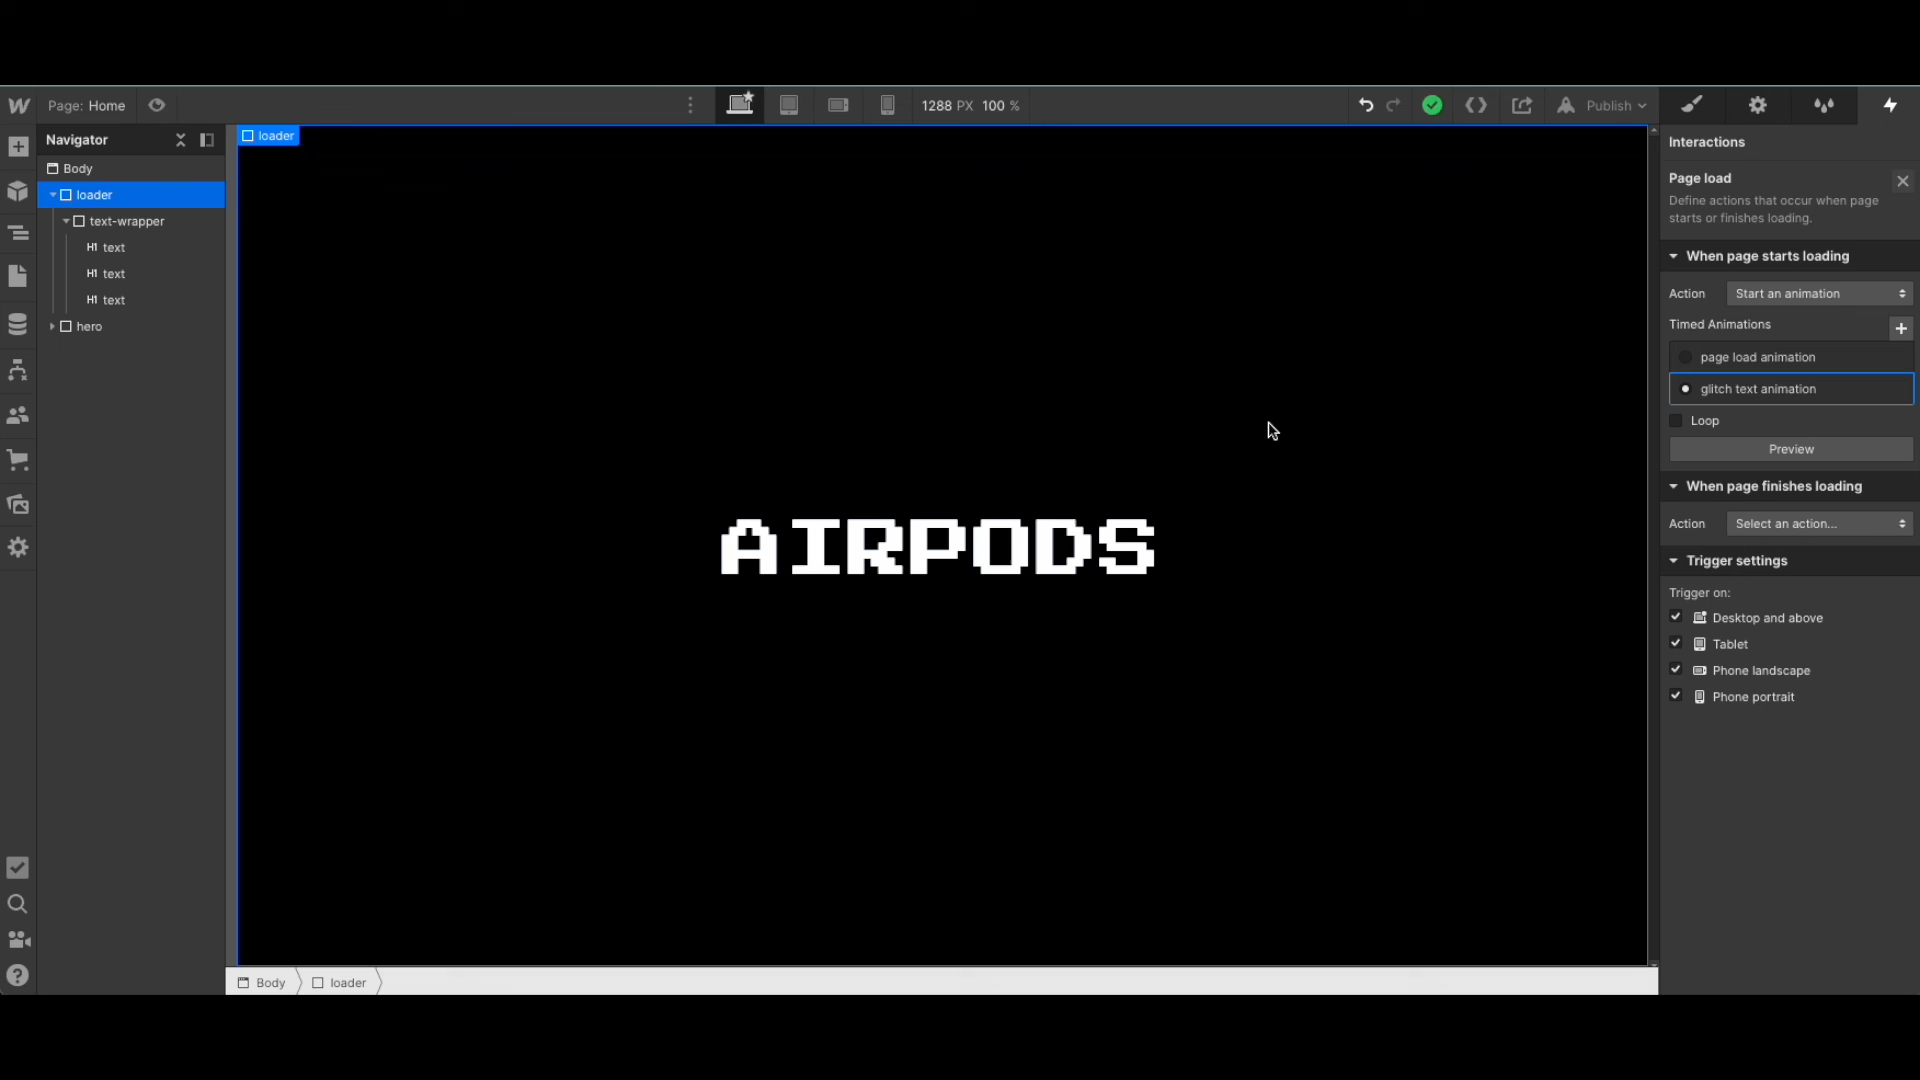 Page: Home
1288 PX 100 %
Publish
Navigator
Body
loader
text-wrapper
H1 text
H1 text
H1 text
hero
loader
AIRPODS
Body
loader
Interactions
Page load
Define actions that occur when page
starts or finishes loading.
When page starts loading
Action Start an animation
Timed Animations
page load animation
glitch text animation
Loop
Preview
When page finishes loading
Action Select an action...
Trigger settings
Trigger on:
Desktop and above
Tablet
Phone landscape
Phone portrait